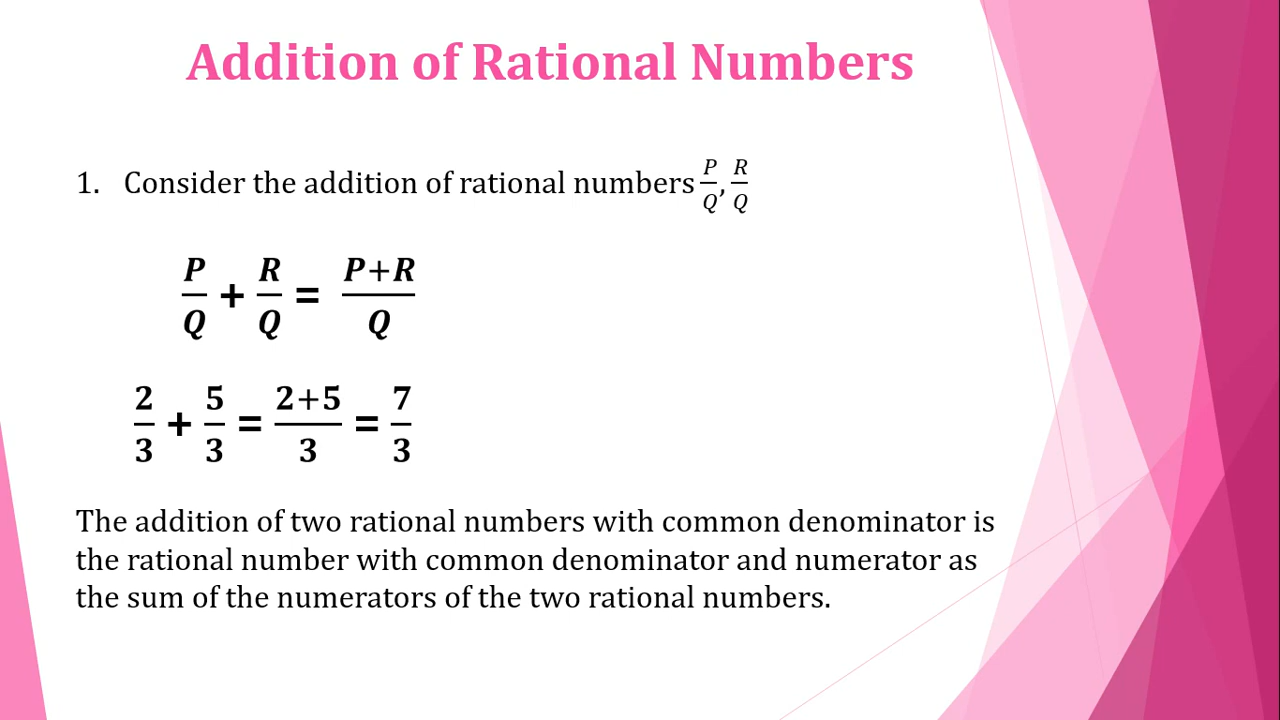 Addition of Rational Numbers
1. Consider the addition of rational numbers P/Q, R/Q
P/Q + R/Q = P+R/Q
2/3 + 5/3 = 2+5/3 = 7/3
The addition of two rational numbers with common denominator is
the rational number with common denominator and numerator as
the sum of the numerators of the two rational numbers.